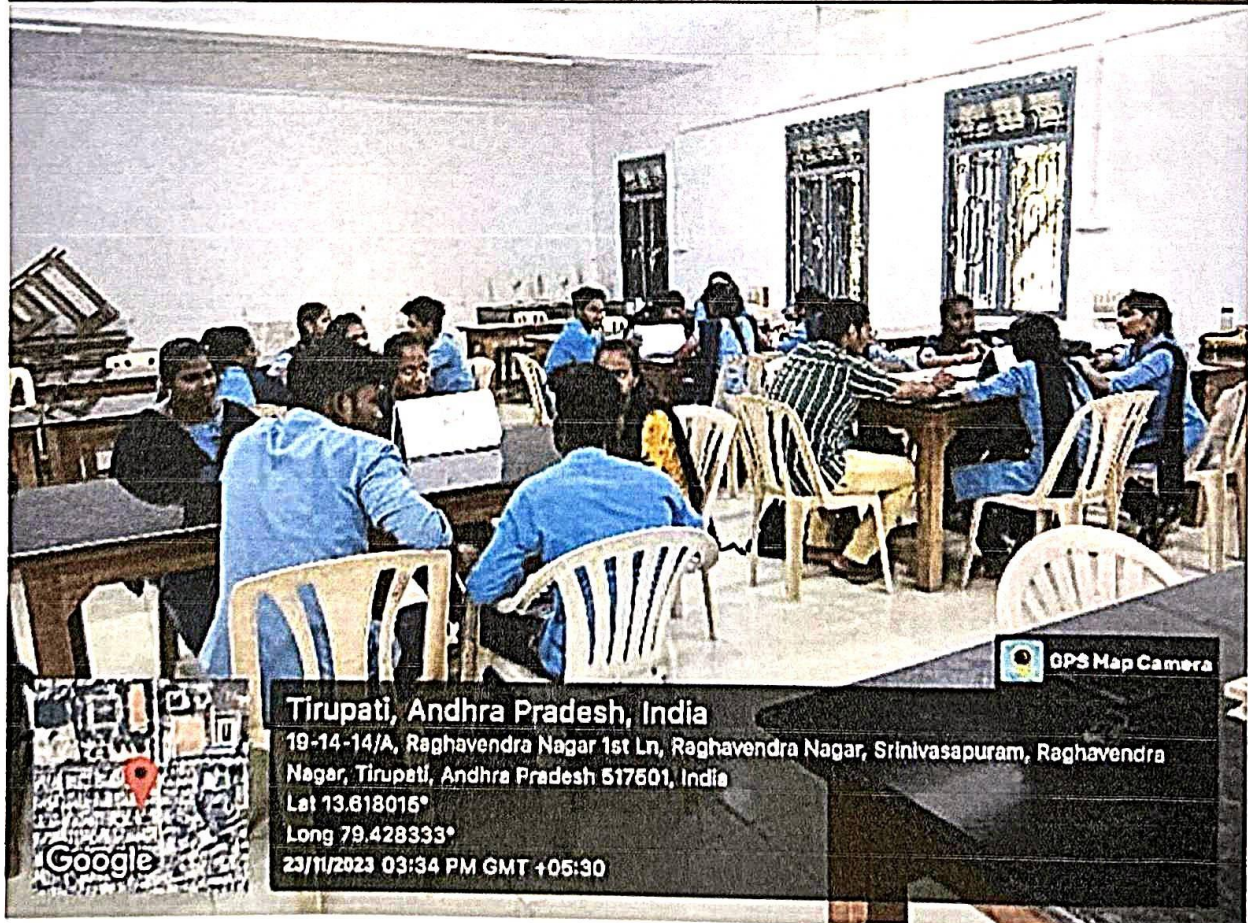 GPS Map Camera
Tirupati, Andhra Pradesh, India
19-14-14/A, Raghavendra Nagar 1st Ln, Raghavendra Nagar, Srinivasapuram, Raghavendra
Nagar, Tirupati, Andhra Pradesh 517501, India
Lat 13.618015°
Long 79.428333°
23/11/2023 03:34 PM GMT +05:30
Google